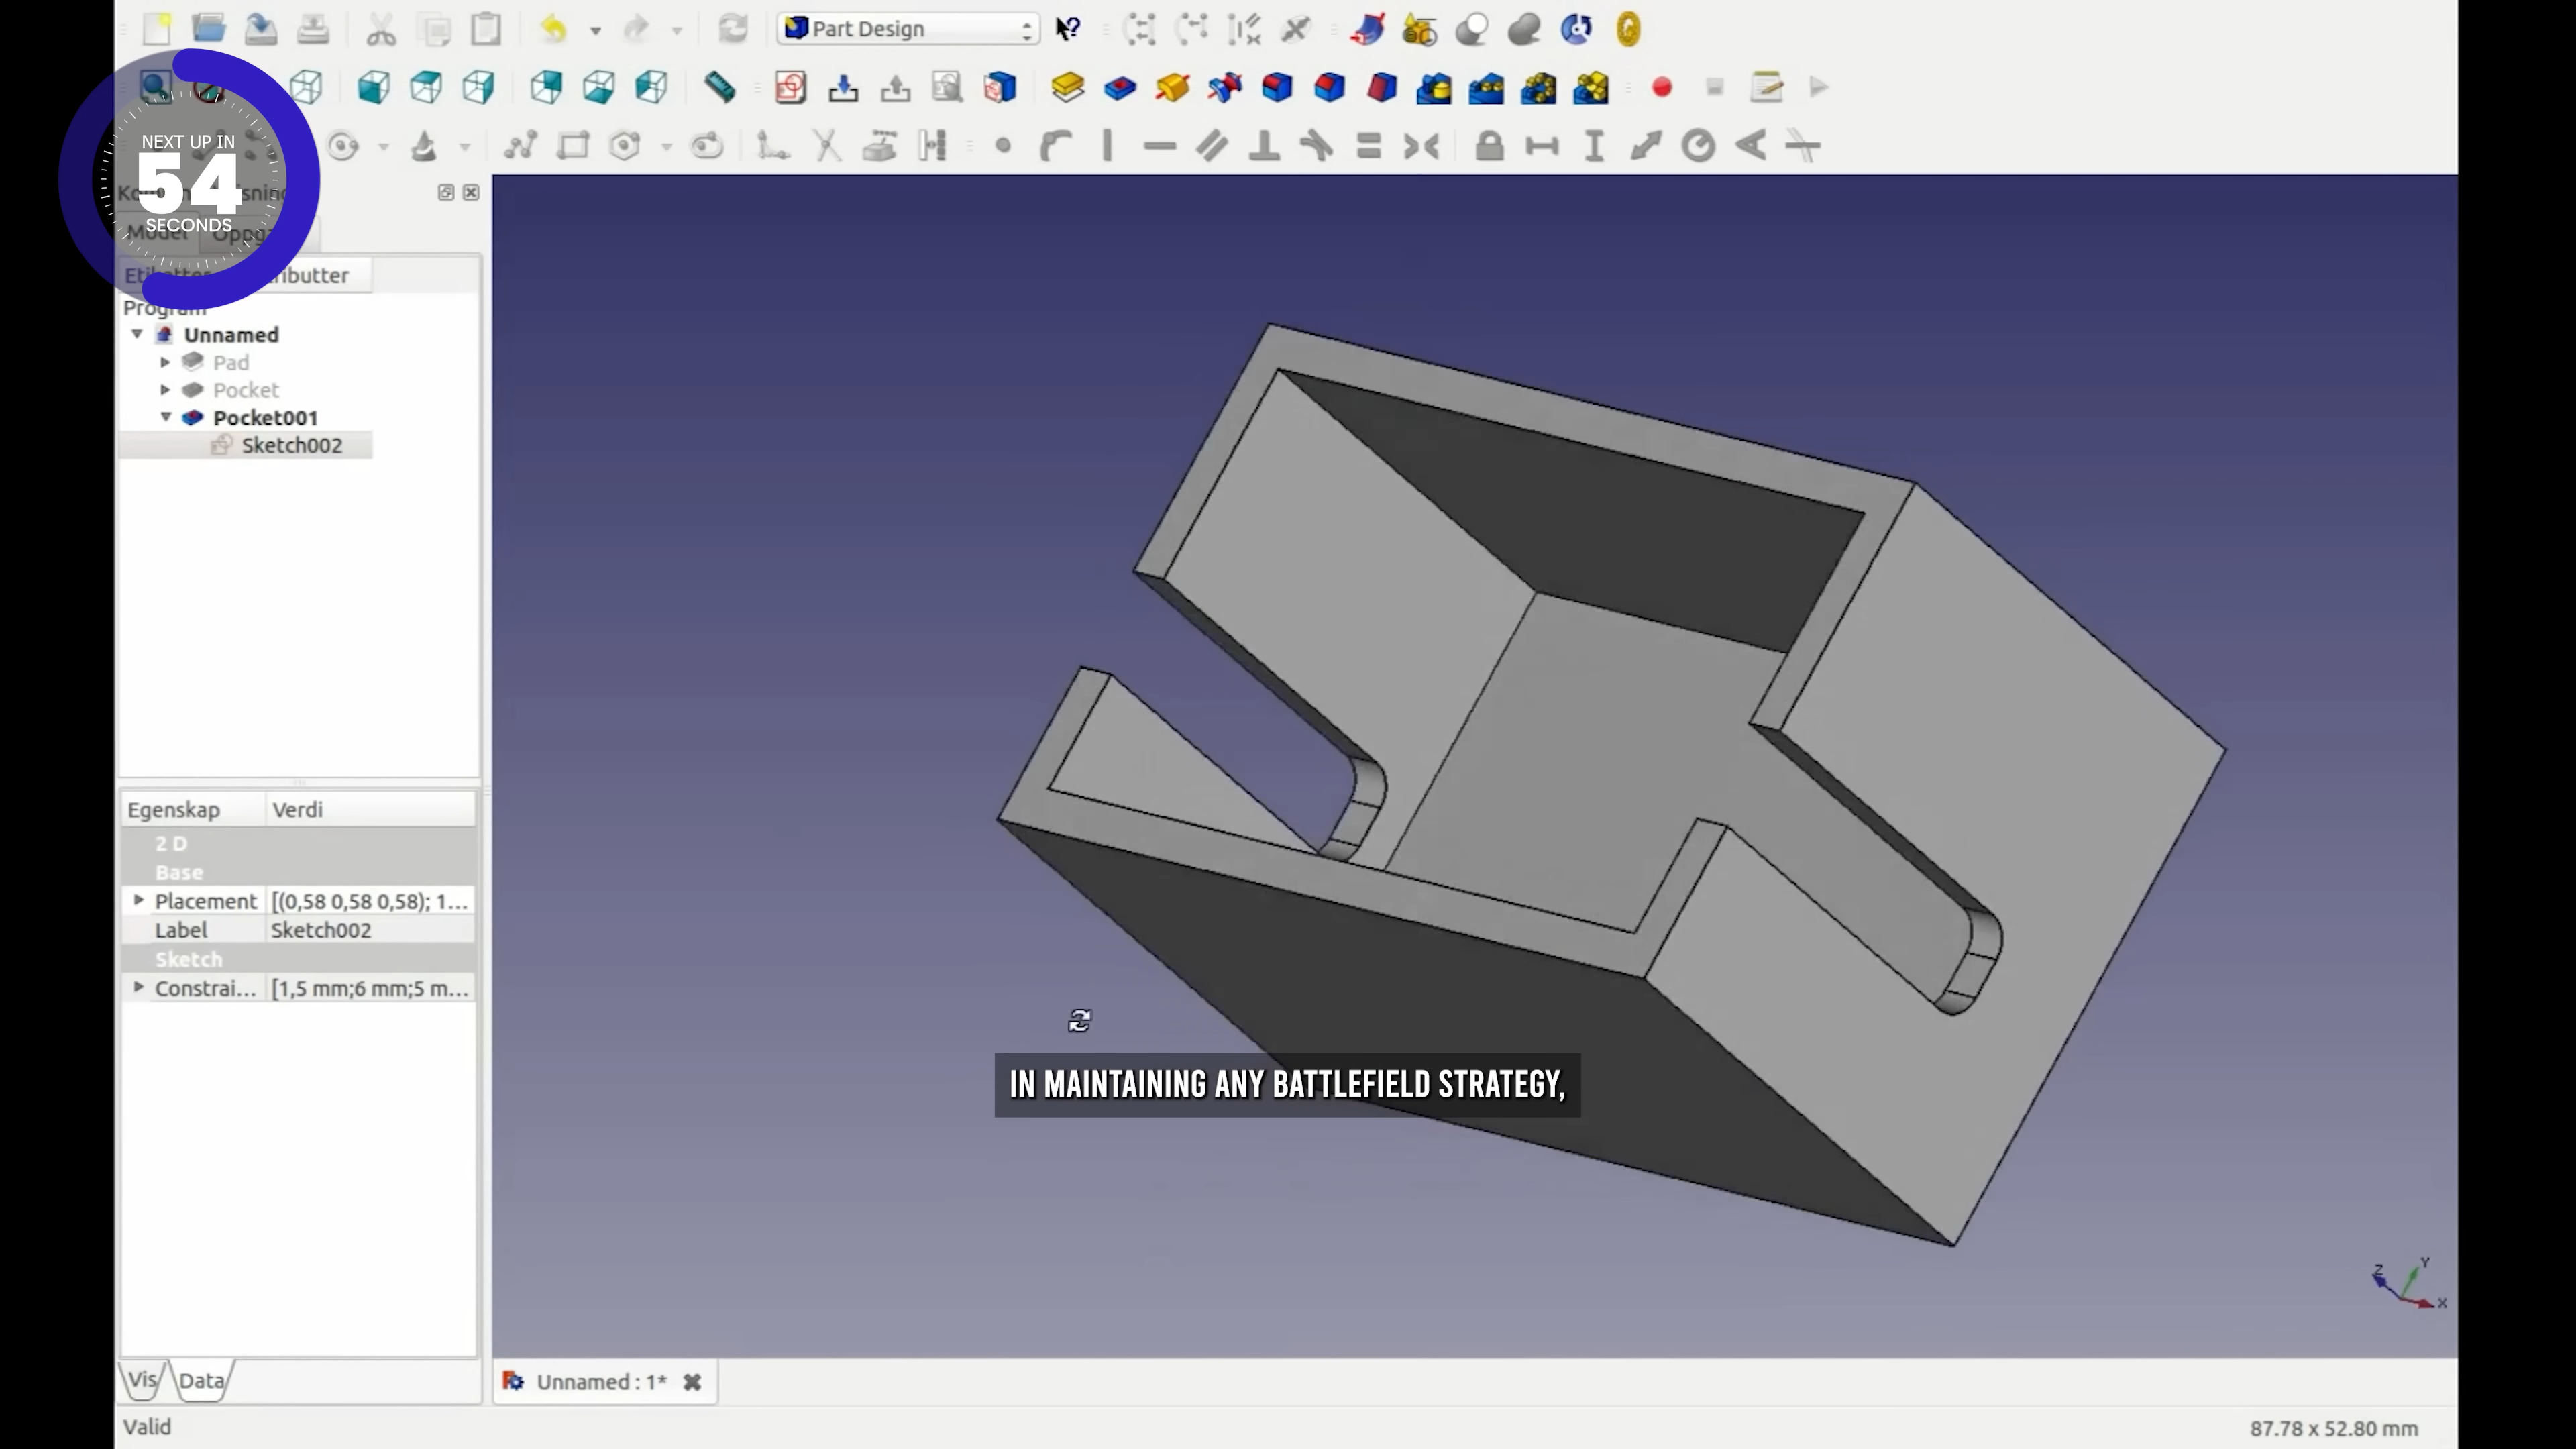 Part Design
NEXT UP IN
54
SECONDS
Model
Program
Unnamed
Pad
Pocket
Pocket001
Sketch002
Egenskap Verdi
2 D
Base
Placement [(0,58 0,58 0,58); 1...
Label Sketch002
Sketch
Constrai... [1,5 mm;6 mm;5 m...
IN MAINTAINING ANY BATTLEFIELD STRATEGY,
Z Y X
Vis Data
Unnamed : 1*
Valid
87.78 x 52.80 mm